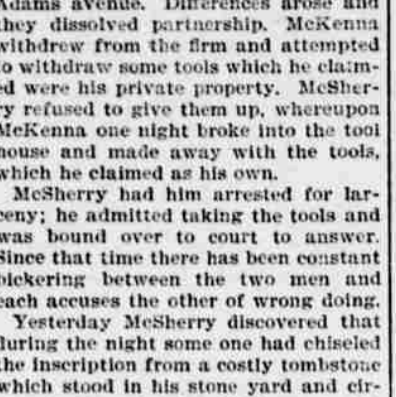 Adams avenue. Differences arose and
they dissolved partnership. McKenna
withdrew from the firm and attempted
to withdraw some tools which he claim-
ed were his private property. McSher-
ry refused to give them up, whereupon
McKenna one night broke into the tool
house and made away with the tools,
which he claimed as his own.
McSherry had him arrested for lar-
ceny; he admitted taking the tools and
was bound over to court to answer.
Since that time there has been constant
bickering between the two men and
each accuses the other of wrong doing.
Yesterday McSherry discovered that
during the night some one had chiseled
the inscription from a costly tombstone
which stood in his stone yard and cir-